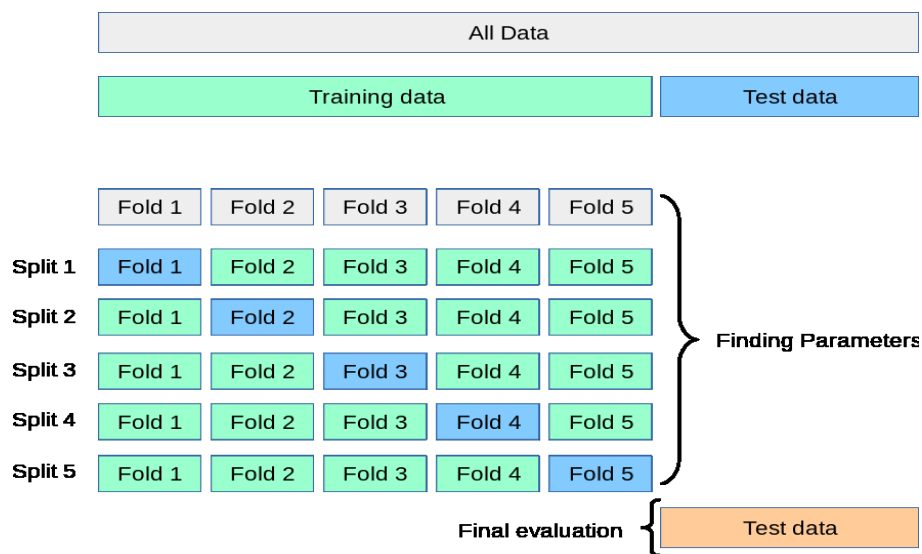 All Data
Training data Test data
Fold 1 Fold 2 Fold 3 Fold 4 Fold 5
Split 1 Fold 1 Fold 2 Fold 3 Fold 4 Fold 5
Split 2 Fold 1 Fold 2 Fold 3 Fold 4 Fold 5
Finding Parameters
Split 3 Fold 1 Fold 2 Fold 3 Fold 4 Fold 5
Split 4 Fold 1 Fold 2 Fold 3 Fold 4 Fold 5
Split 5 Fold 1 Fold 2 Fold 3 Fold 4 Fold 5
Final evaluation Test data